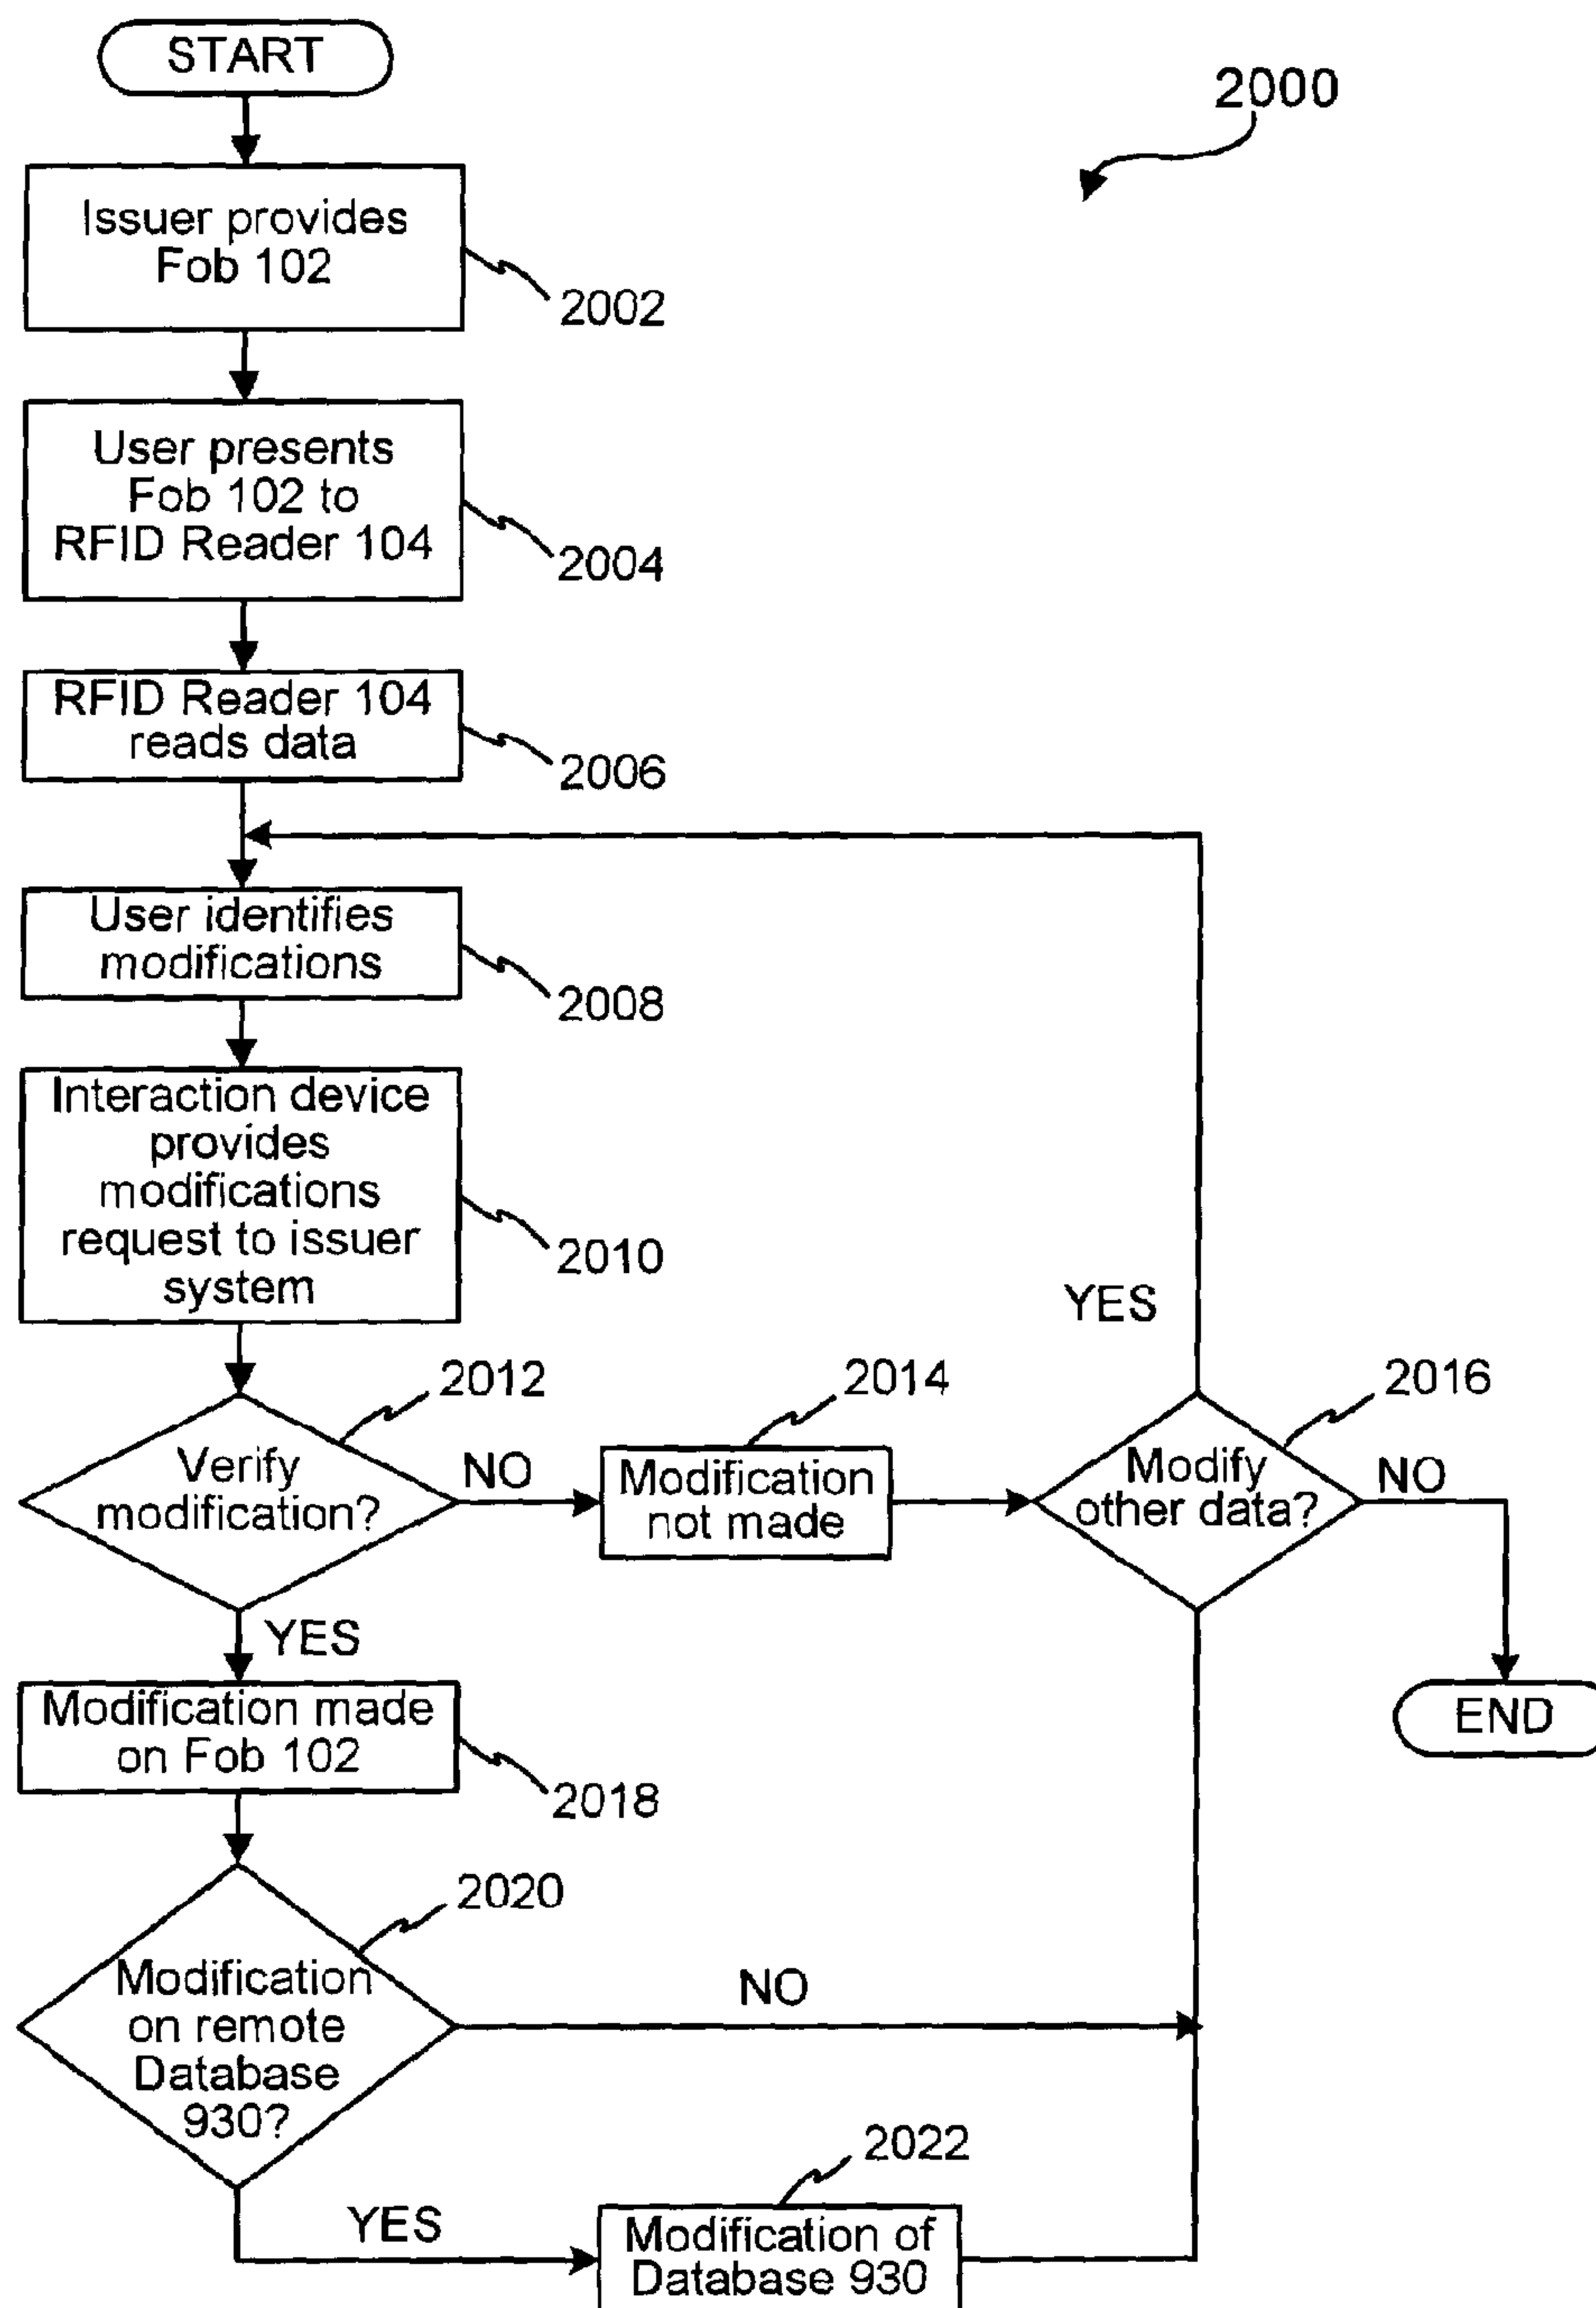 START
2000
Issuer provides
Fob 102
2002
User presents
Fob 102 to
RFID Reader 104
2004
RFID Reader 104
reads data
2006
User identifies
modifications
2008
Interaction device
provides
modifications
request to issuer
system
2010
YES
2012
2014
2016
Verify
modification?
NO
Modification
not made
Modify
other data?
NO
YES
END
Modification made
on Fob 102
2018
2020
Modification
on remote
Database
930?
NO
2022
YES
Modification of
Database 930